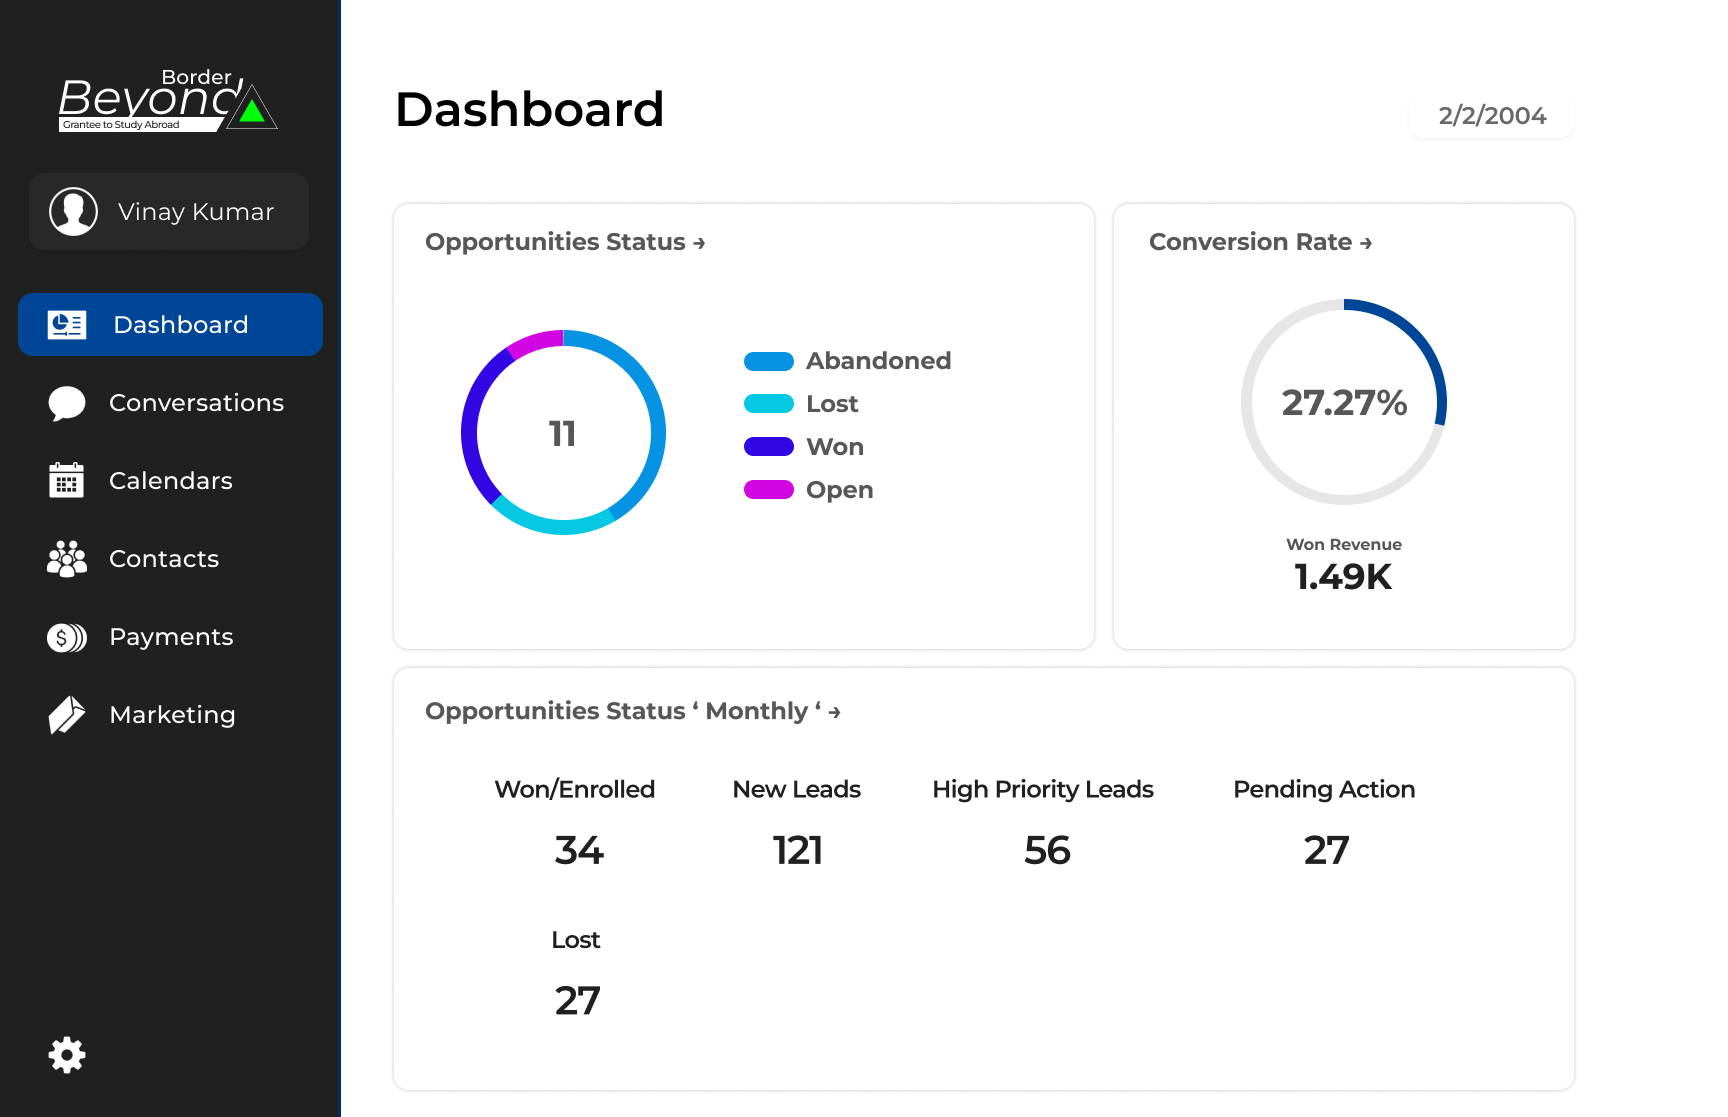 Border
Beyond
Grantee to Study Abroad
Vinay Kumar
Dashboard
Conversations
Calendars
Contacts
$
Payments
Marketing
Dashboard
2/2/2004
Opportunities Status →
11
Abandoned
Lost
Won
Open
Conversion Rate →
27.27%
Won Revenue
1.49K
Opportunities Status ‘ Monthly ‘ →
Won/Enrolled
34
New Leads
121
High Priority Leads
56
Pending Action
27
Lost
27